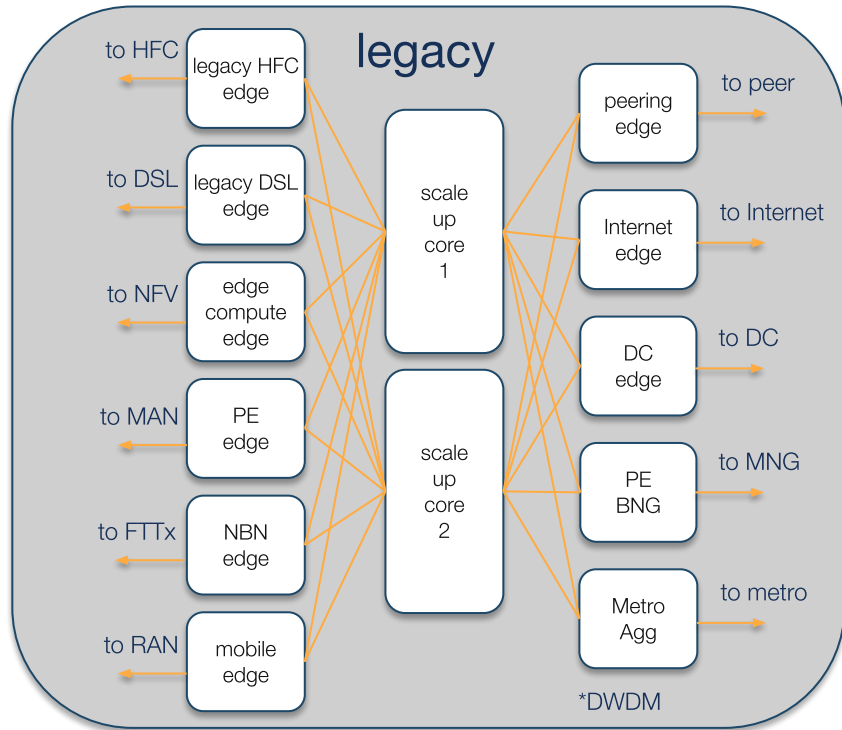 legacy
to HFC
legacy HFC
edge
to DSL
legacy DSL
edge
to NFV
edge
compute
edge
to MAN
PE
edge
to FTTx
NBN
edge
to RAN
mobile
edge
scale
up
core
1
scale
up
core
2
peering
edge
to peer
Internet
edge
to Internet
DC
edge
to DC
PE
BNG
to MNG
Metro
Agg
to metro
*DWDM